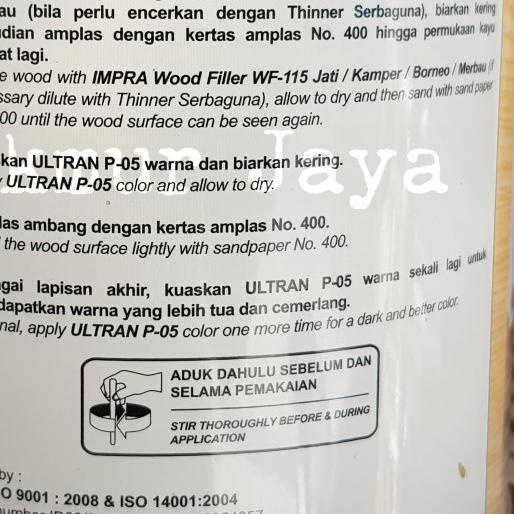 au (bila perlu encerkan dengan Thinner Serbaguna), biarkan kering
dian amplas dengan kertas amplas No. 400 hingga permukaan kayu
at lagi.
e wood with IMPRA Wood Filler WF-115 Jati / Kamper / Borneo / Merbau (if
ssary dilute with Thinner Serbaguna), allow to dry and then sand with sand paper
00 until the wood surface can be seen again.
kan ULTRAN P-05 warna dan biarkan kering.
ULTRAN P-05 color and allow to dry.
Jaya
las ambang dengan kertas amplas No. 400.
the wood surface lightly with sandpaper No. 400.
gai lapisan akhir, kuaskan ULTRAN P-05 warna sekali lagi untuk
dapatkan warna yang lebih tua dan cemerlang.
nal, apply ULTRAN P-05 color one more time for a dark and better color.
ADUK DAHULU SEBELUM DAN
SELAMA PEMAKAIAN
STIR THOROUGHLY BEFORE & DURING
APPLICATION
by :
O 9001 : 2008 & ISO 14001:2004